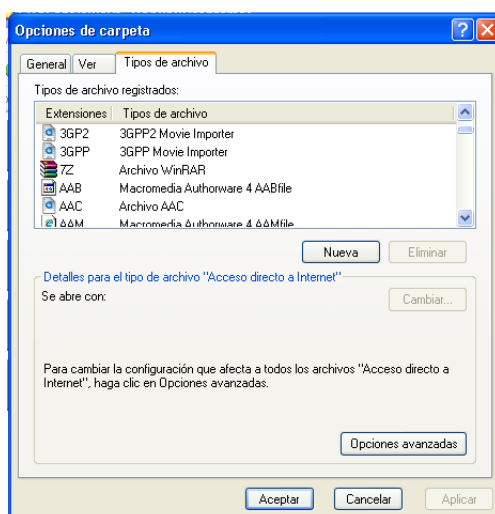 Opciones de carpeta
General Ver Tipos de archivo
Tipos de archivo registrados:
Extensiones Tipos de archivo
3GP2 3GPP2 Movie Importer
3GPP 3GPP Movie Importer
7Z Archivo WinRAR
AAB Macromedia Authorware 4 AABfile
AAC Archivo AAC
AAM Macromedia Authorware 4 AAMfile
Nueva Eliminar
Detalles para el tipo de archivo "Acceso directo a Internet"
Se abre con: Cambiar...
Para cambiar la configuración que afecta a todos los archivos "Acceso directo a
Internet", haga clic en Opciones avanzadas.
Opciones avanzadas
Aceptar Cancelar Aplicar